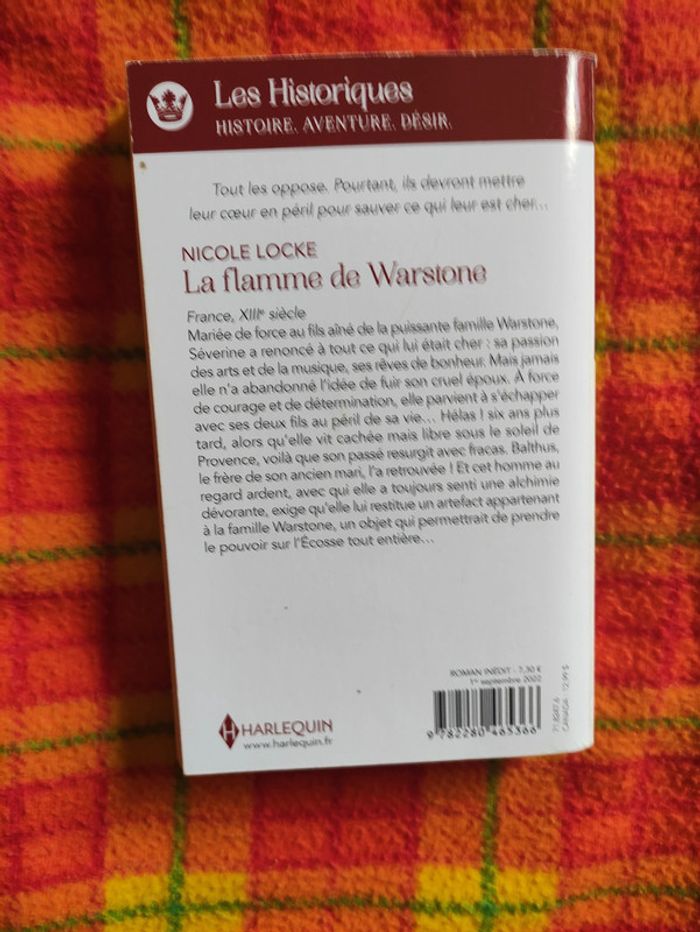 Les Historiques
HISTOIRE. AVENTURE. DÉSIR.
Tout les oppose. Pourtant, ils devront mettre
leur cœur en péril pour sauver ce qui leur est cher...
NICOLE LOCKE
La flamme de Warstone
France, XIIIe siècle
Mariée de force au fils aîné de la puissante famille Warstone,
Séverine a renoncé à tout ce qui lui était cher : sa passion
des arts et de la musique, ses rêves de bonheur. Mais jamais
elle n'a abandonné l'idée de fuir son cruel époux. À force
de courage et de détermination, elle parvient à s'échapper
avec ses deux fils au péril de sa vie... Hélas ! six ans plus
tard, alors qu'elle vit cachée mais libre sous le soleil de
Provence, voilà que son passé resurgit avec fracas. Balthus,
le frère de son ancien mari, l'a retrouvée ! Et cet homme au
regard ardent, avec qui elle a toujours senti une alchimie
dévorante, exige qu'elle lui restitue un artefact appartenant
à la famille Warstone, un objet qui permettrait de prendre
le pouvoir sur l'Écosse tout entière...
ROMAN INÉDIT - 7,30 €
1er septembre 2022
HARLEQUIN
www.harlequin.fr
9 782280 465366
71.8247.6
CANADA : 12.99 $